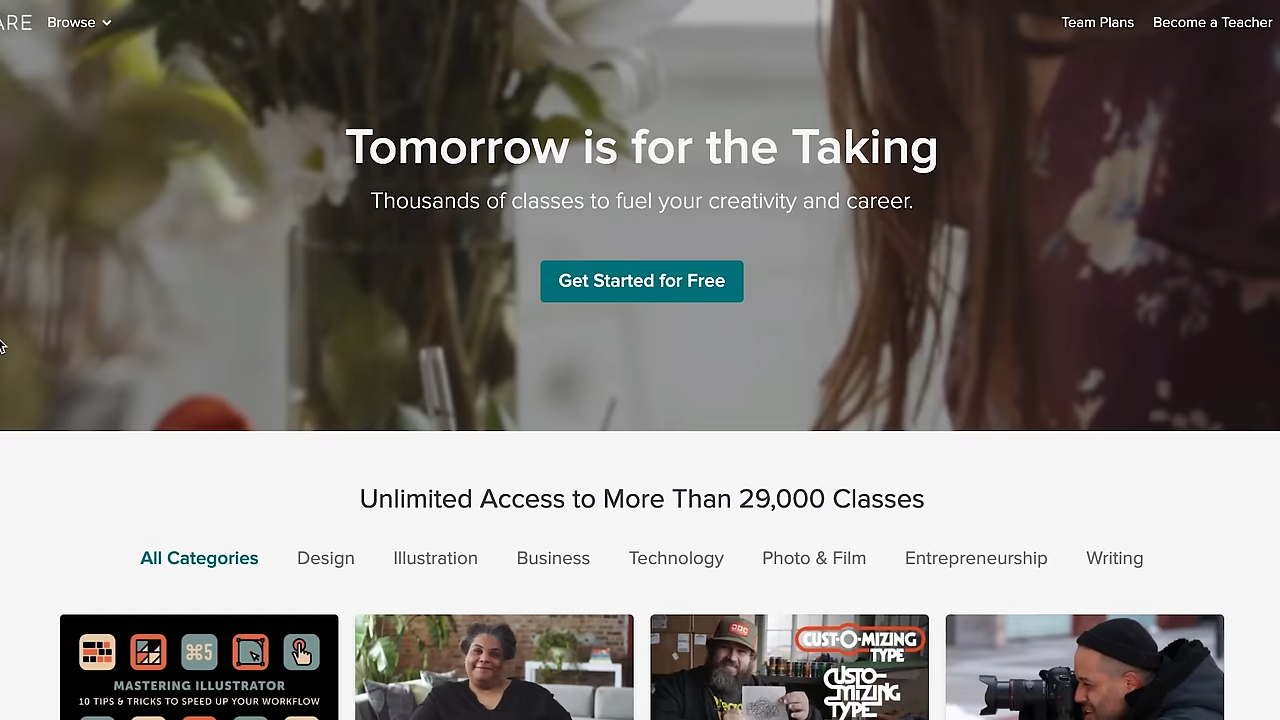 ARE Browse Team Plans Become a Teacher
Tomorrow is for the Taking
Thousands of classes to fuel your creativity and career.
Get Started for Free
Unlimited Access to More Than 29,000 Classes
All Categories Design Illustration Business Technology Photo & Film Entrepreneurship Writing
⌘5
MASTERING ILLUSTRATOR
10 TIPS & TRICKS TO SPEED UP YOUR WORKFLOW
CUST-O-MIZING
TYPE
CUSTO-
MIZING
TYPE